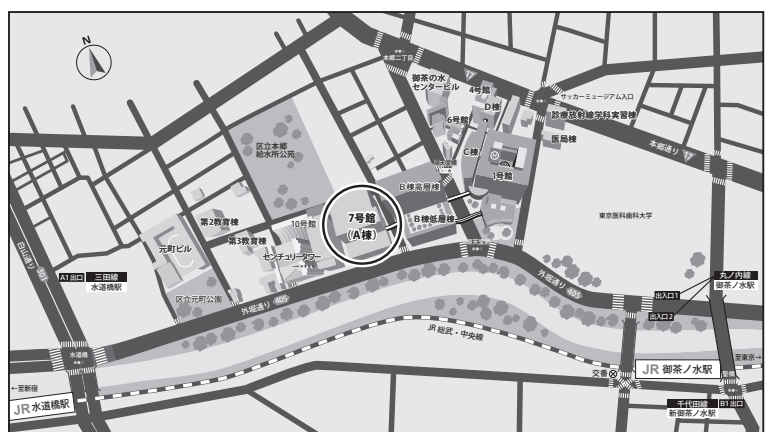 N
本郷二丁目
17
サッカーミュージアム入口
御茶の水
センタービル
4号館
D棟
6号館
診療放射線学科実習棟
医局棟
C棟
1号館
本郷通り 17
区立本郷
給水所公苑
B棟高層棟
B棟低層棟
7号館
(A棟)
10号館
第2教育棟
第3教育棟
元町ビル
センチュリータワー
東京医科歯科大学
白山通り 301
A1出口
三田線
水道橋駅
区立元町公園
外堀通り 405
外堀通り 405
丸ノ内線
御茶ノ水駅
出入口1
出入口2
JR 総武・中央線
水道橋
←至新宿
JR 水道橋駅
交番
JR 御茶ノ水駅
聖橋
至東京→
千代田線
新御茶ノ水駅
B1出口